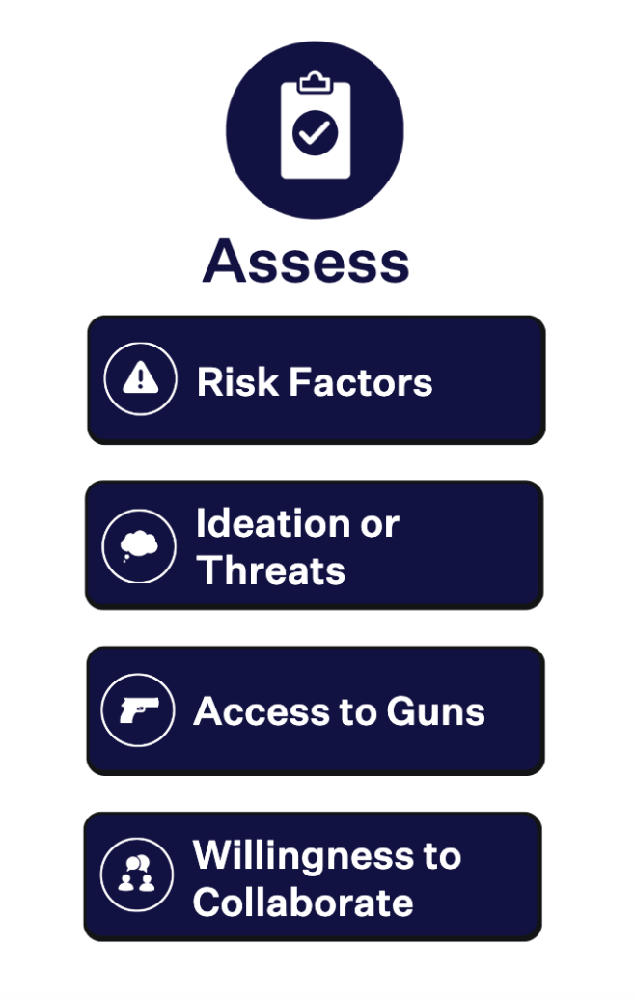 Assess
Risk Factors
Ideation or
Threats
Access to Guns
Willingness to
Collaborate